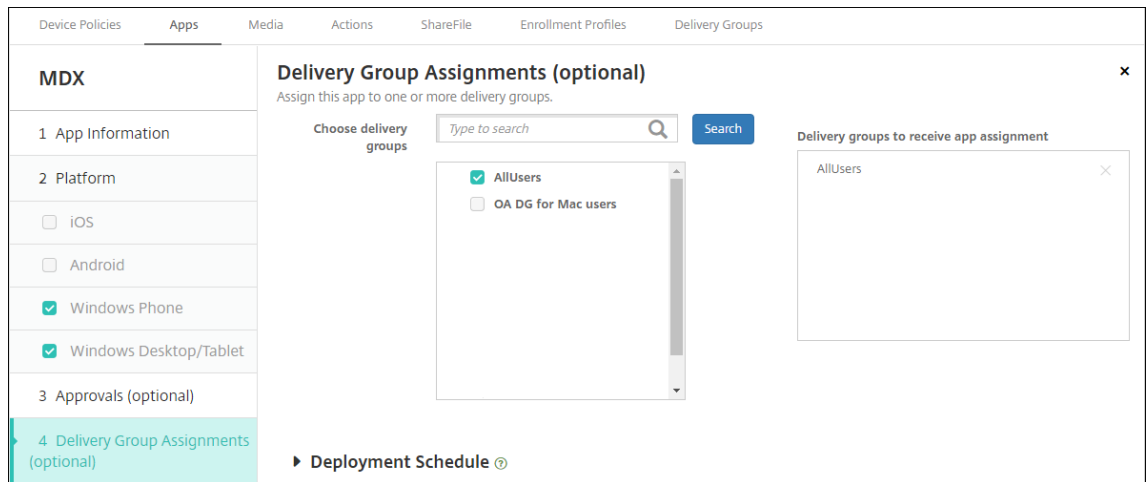 Device Policies Apps Media Actions ShareFile Enrollment Profiles Delivery Groups
MDX
1 App Information
2 Platform
iOS
Android
Windows Phone
Windows Desktop/Tablet
3 Approvals (optional)
4 Delivery Group Assignments
(optional)
Delivery Group Assignments (optional)
Assign this app to one or more delivery groups.
Choose delivery
groups
Type to search
Search
AllUsers
OA DG for Mac users
Delivery groups to receive app assignment
AllUsers
Deployment Schedule ?